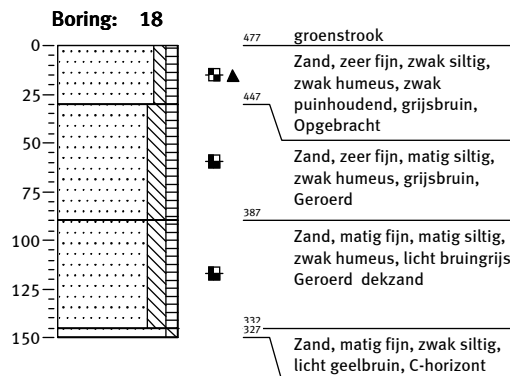 Boring: 18
0
25
50
75
100
125
150
477 groenstrook
Zand, zeer fijn, zwak siltig,
zwak humeus, zwak
puinhoudend, grijsbruin,
Opgebracht
447
Zand, zeer fijn, matig siltig,
zwak humeus, grijsbruin,
Geroerd
387
Zand, matig fijn, matig siltig,
zwak humeus, licht bruingrijs
Geroerd dekzand
332
327
Zand, matig fijn, zwak siltig,
licht geelbruin, C-horizont